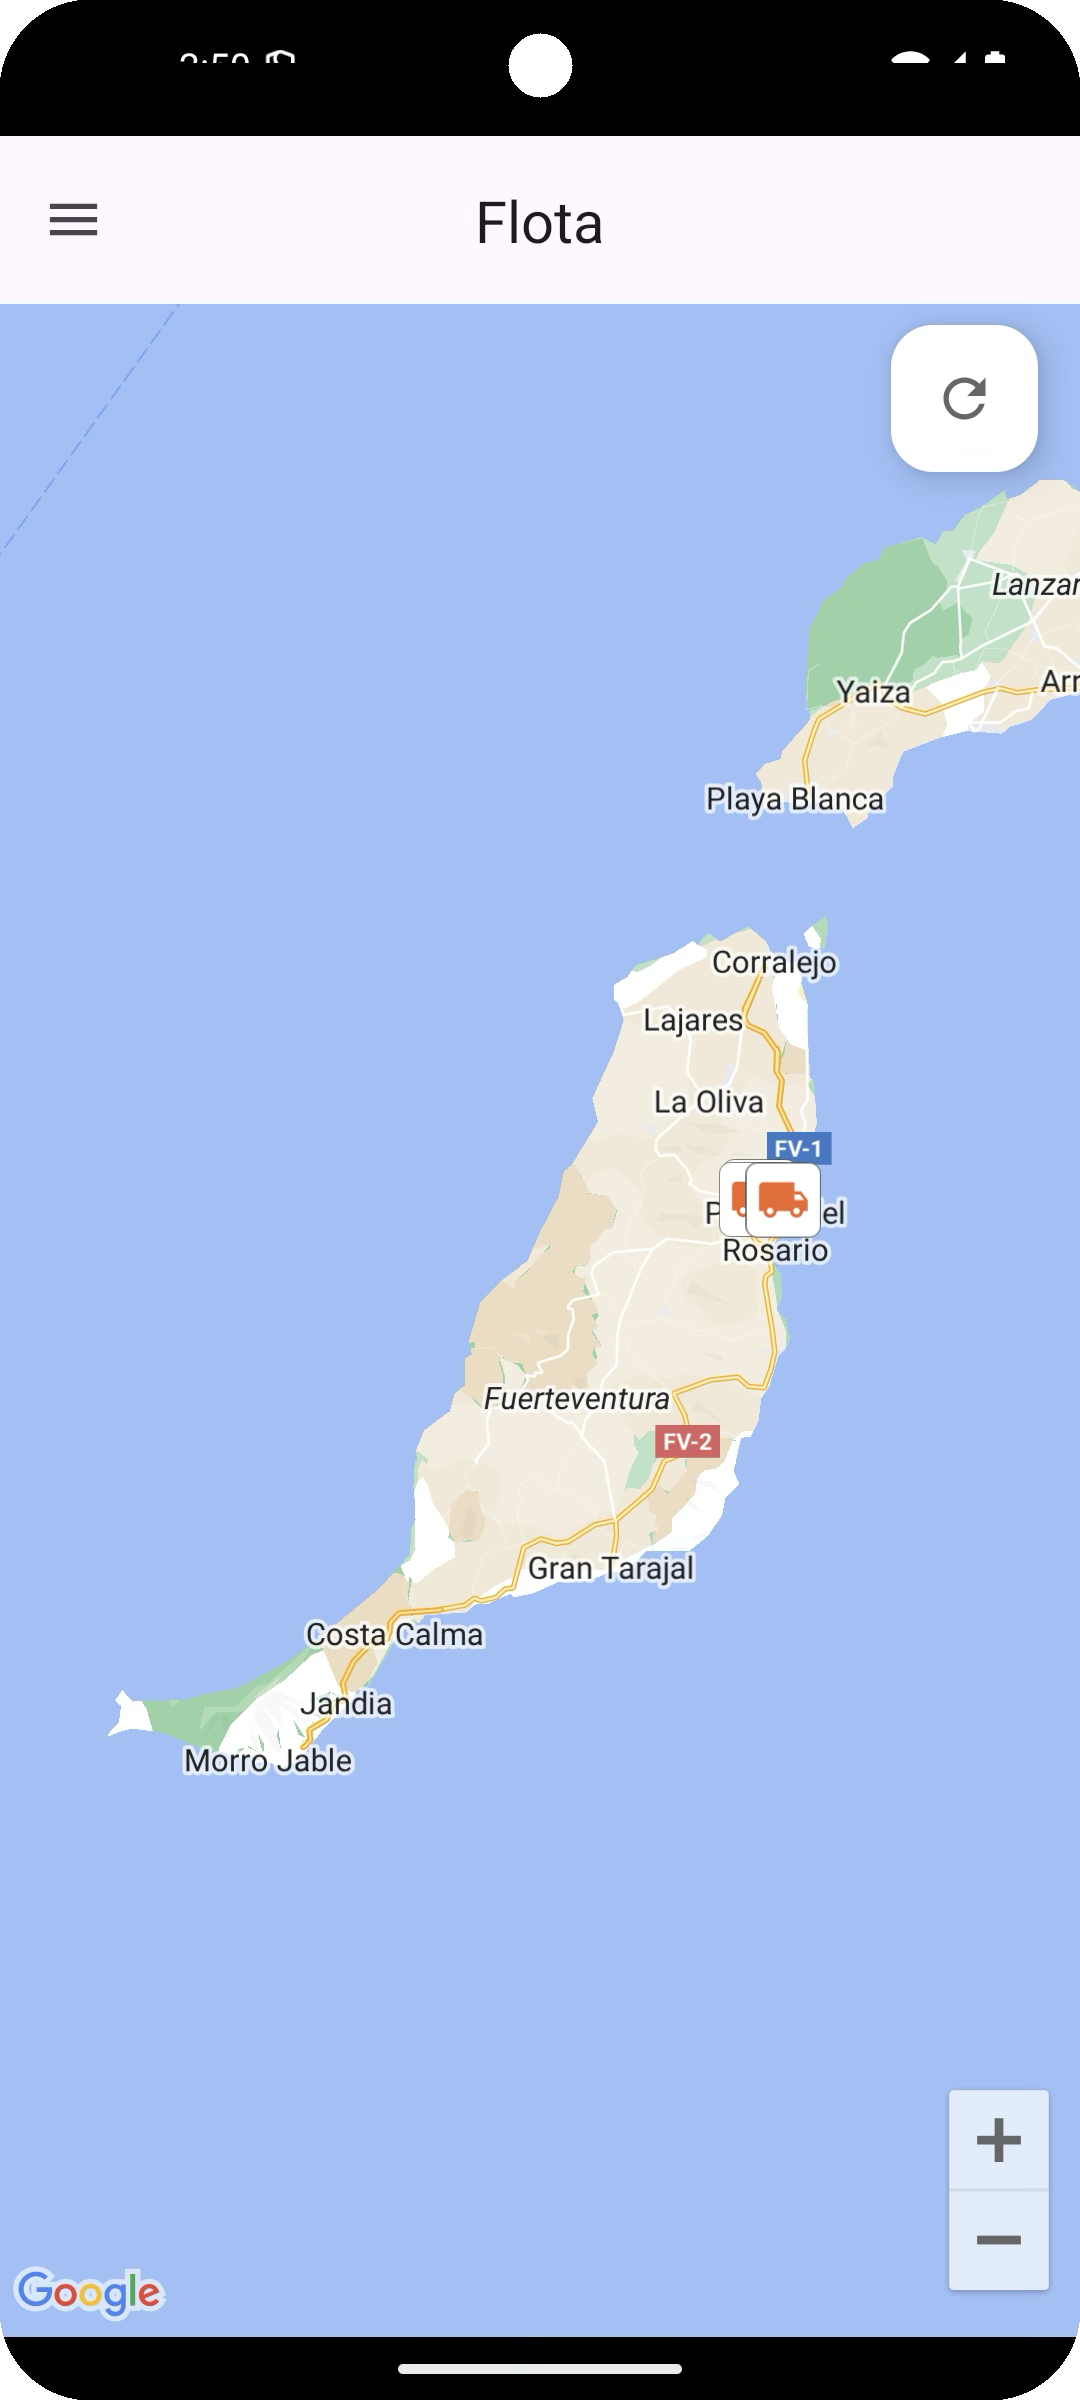 Flota
Lanzar
Yaiza
Arr
Playa Blanca
Corralejo
Lajares
La Oliva
FV-1
P el
Rosario
Fuerteventura
FV-2
Gran Tarajal
Costa Calma
Jandia
Morro Jable
Google